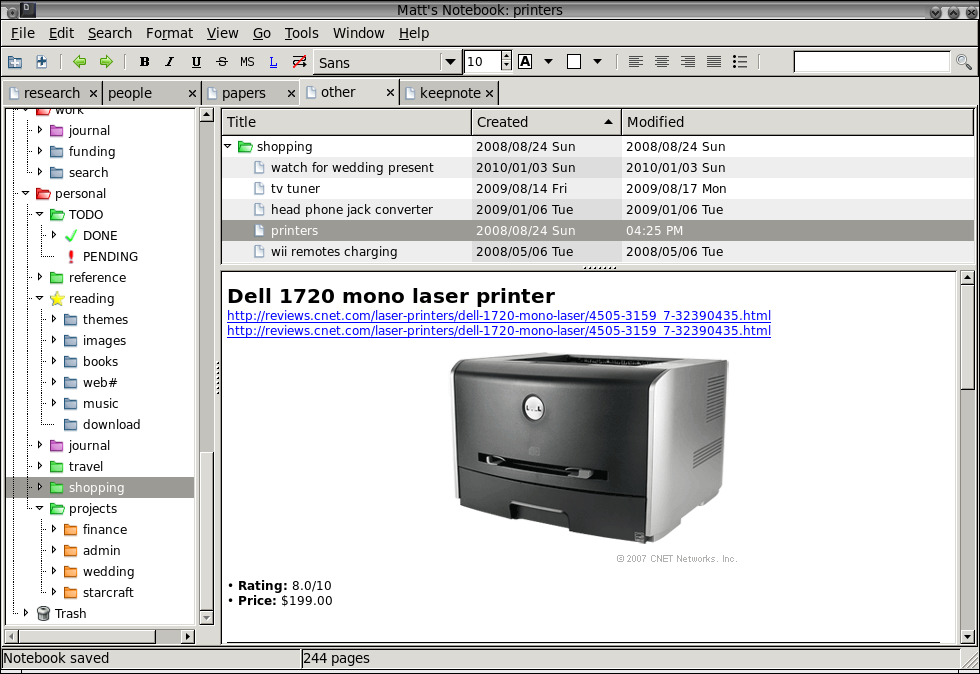 Matt's Notebook: printers
File Edit Search Format View Go Tools Window Help
B I U S MS L Sans 10 A
research people papers other keepnote
work
journal
funding
search
personal
TODO
DONE
PENDING
reference
reading
themes
images
books
web#
music
download
journal
travel
shopping
projects
finance
admin
wedding
starcraft
Trash
Title Created Modified
shopping 2008/08/24 Sun 2008/08/24 Sun
watch for wedding present 2010/01/03 Sun 2010/01/03 Sun
tv tuner 2009/08/14 Fri 2009/08/17 Mon
head phone jack converter 2009/01/06 Tue 2009/01/06 Tue
printers 2008/08/24 Sun 04:25 PM
wii remotes charging 2008/05/06 Tue 2008/05/06 Tue
Dell 1720 mono laser printer
http://reviews.cnet.com/laser-printers/dell-1720-mono-laser/4505-3159_7-32390435.html
http://reviews.cnet.com/laser-printers/dell-1720-mono-laser/4505-3159_7-32390435.html
DELL
© 2007 CNET Networks, Inc.
• Rating: 8.0/10
• Price: $199.00
Notebook saved 244 pages